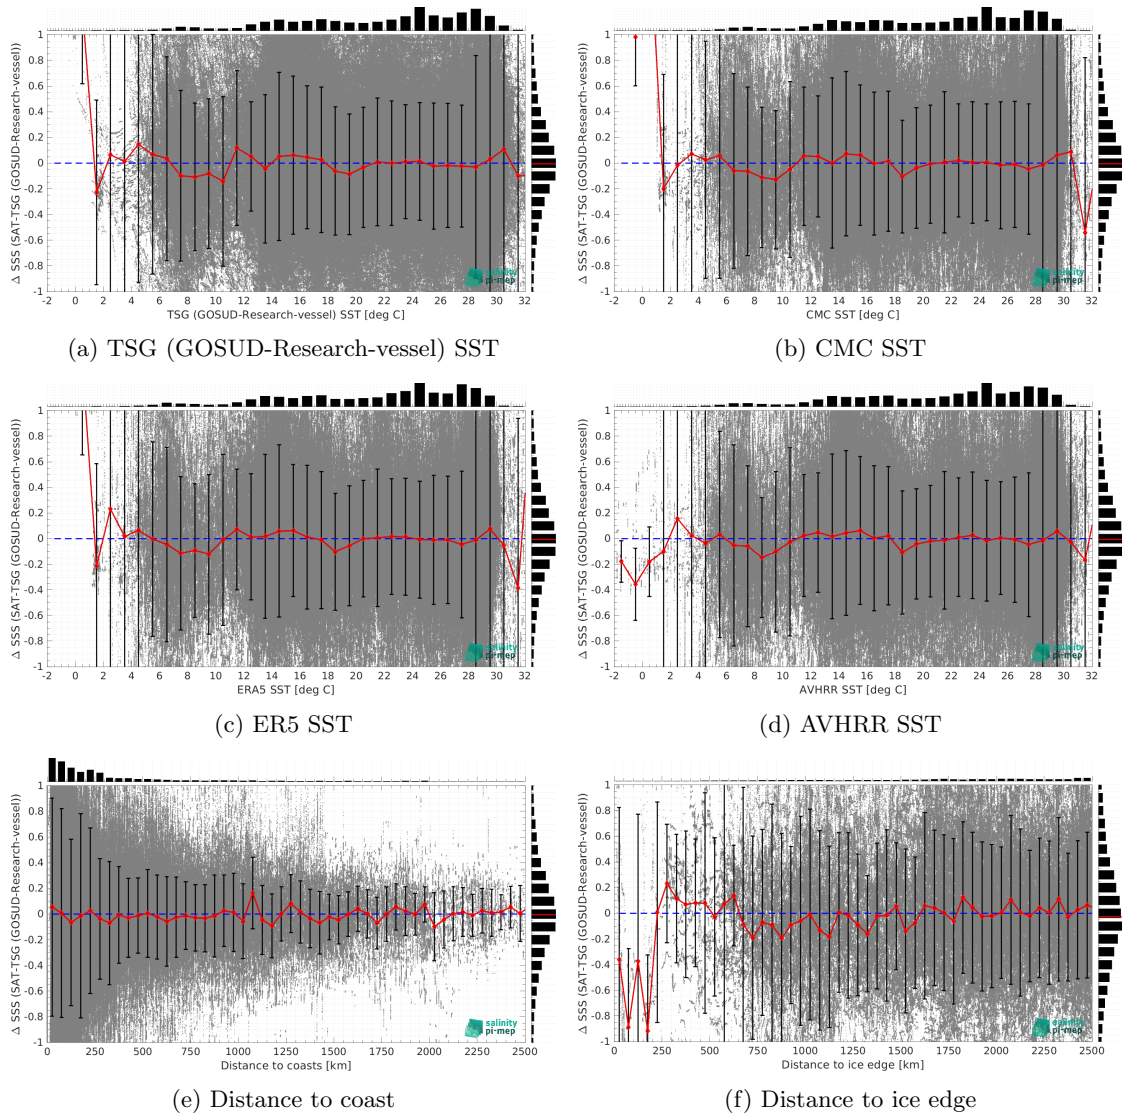 Δ SSS (SAT-TSG (GOSUD-Research-vessel))
1
0.8
0.6
0.4
0.2
0
-0.2
-0.4
-0.6
-0.8
-1
salinity
pi-mep
-2 0 2 4 6 8 10 12 14 16 18 20 22 24 26 28 30 32
TSG (GOSUD-Research-vessel) SST [deg C]
(a) TSG (GOSUD-Research-vessel) SST
Δ SSS (SAT-TSG (GOSUD-Research-vessel))
1
0.8
0.6
0.4
0.2
0
-0.2
-0.4
-0.6
-0.8
-1
salinity
pi-mep
-2 0 2 4 6 8 10 12 14 16 18 20 22 24 26 28 30 32
CMC SST [deg C]
(b) CMC SST
Δ SSS (SAT-TSG (GOSUD-Research-vessel))
1
0.8
0.6
0.4
0.2
0
-0.2
-0.4
-0.6
-0.8
-1
salinity
pi-mep
-2 0 2 4 6 8 10 12 14 16 18 20 22 24 26 28 30 32
ERA5 SST [deg C]
(c) ER5 SST
Δ SSS (SAT-TSG (GOSUD-Research-vessel))
1
0.8
0.6
0.4
0.2
0
-0.2
-0.4
-0.6
-0.8
-1
salinity
pi-mep
-2 0 2 4 6 8 10 12 14 16 18 20 22 24 26 28 30 32
AVHRR SST [deg C]
(d) AVHRR SST
Δ SSS (SAT-TSG (GOSUD-Research-vessel))
1
0.8
0.6
0.4
0.2
0
-0.2
-0.4
-0.6
-0.8
-1
salinity
pi-mep
0 250 500 750 1000 1250 1500 1750 2000 2250 2500
Distance to coasts [km]
(e) Distance to coast
Δ SSS (SAT-TSG (GOSUD-Research-vessel))
1
0.8
0.6
0.4
0.2
0
-0.2
-0.4
-0.6
-0.8
-1
salinity
pi-mep
0 250 500 750 1000 1250 1500 1750 2000 2250 2500
Distance to ice edge [km]
(f) Distance to ice edge